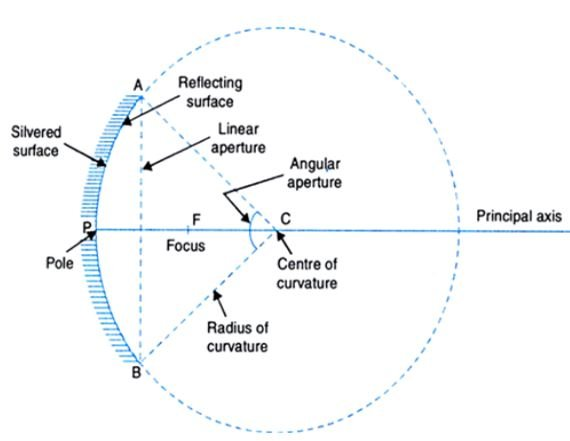 A
Reflecting
surface
Silvered
surface
Linear
aperture
Angular
aperture
P
F
C
Principal axis
Focus
Pole
Centre of
curvature
Radius of
curvature
B